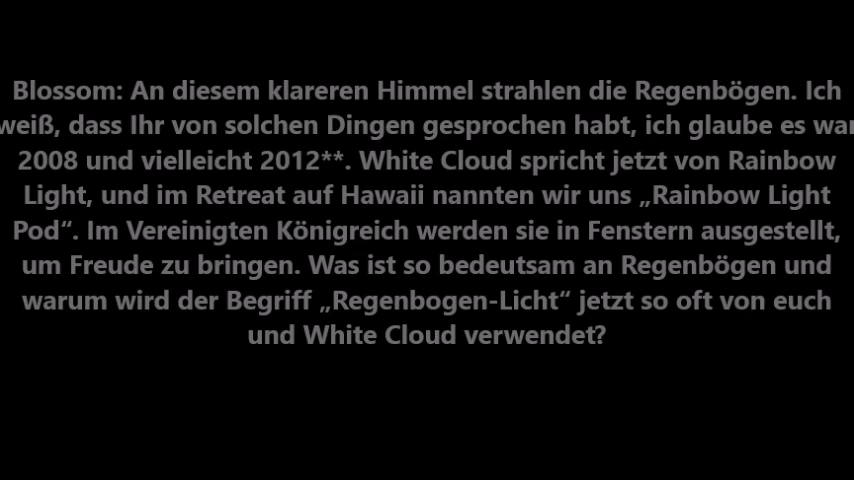 Blossom: An diesem klareren Himmel strahlen die Regenbögen. Ich
weiß, dass Ihr von solchen Dingen gesprochen habt, ich glaube es war
2008 und vielleicht 2012**. White Cloud spricht jetzt von Rainbow
Light, und im Retreat auf Hawaii nannten wir uns „Rainbow Light
Pod“. Im Vereinigten Königreich werden sie in Fenstern ausgestellt,
um Freude zu bringen. Was ist so bedeutsam an Regenbögen und
warum wird der Begriff „Regenbogen-Licht“ jetzt so oft von euch
und White Cloud verwendet?